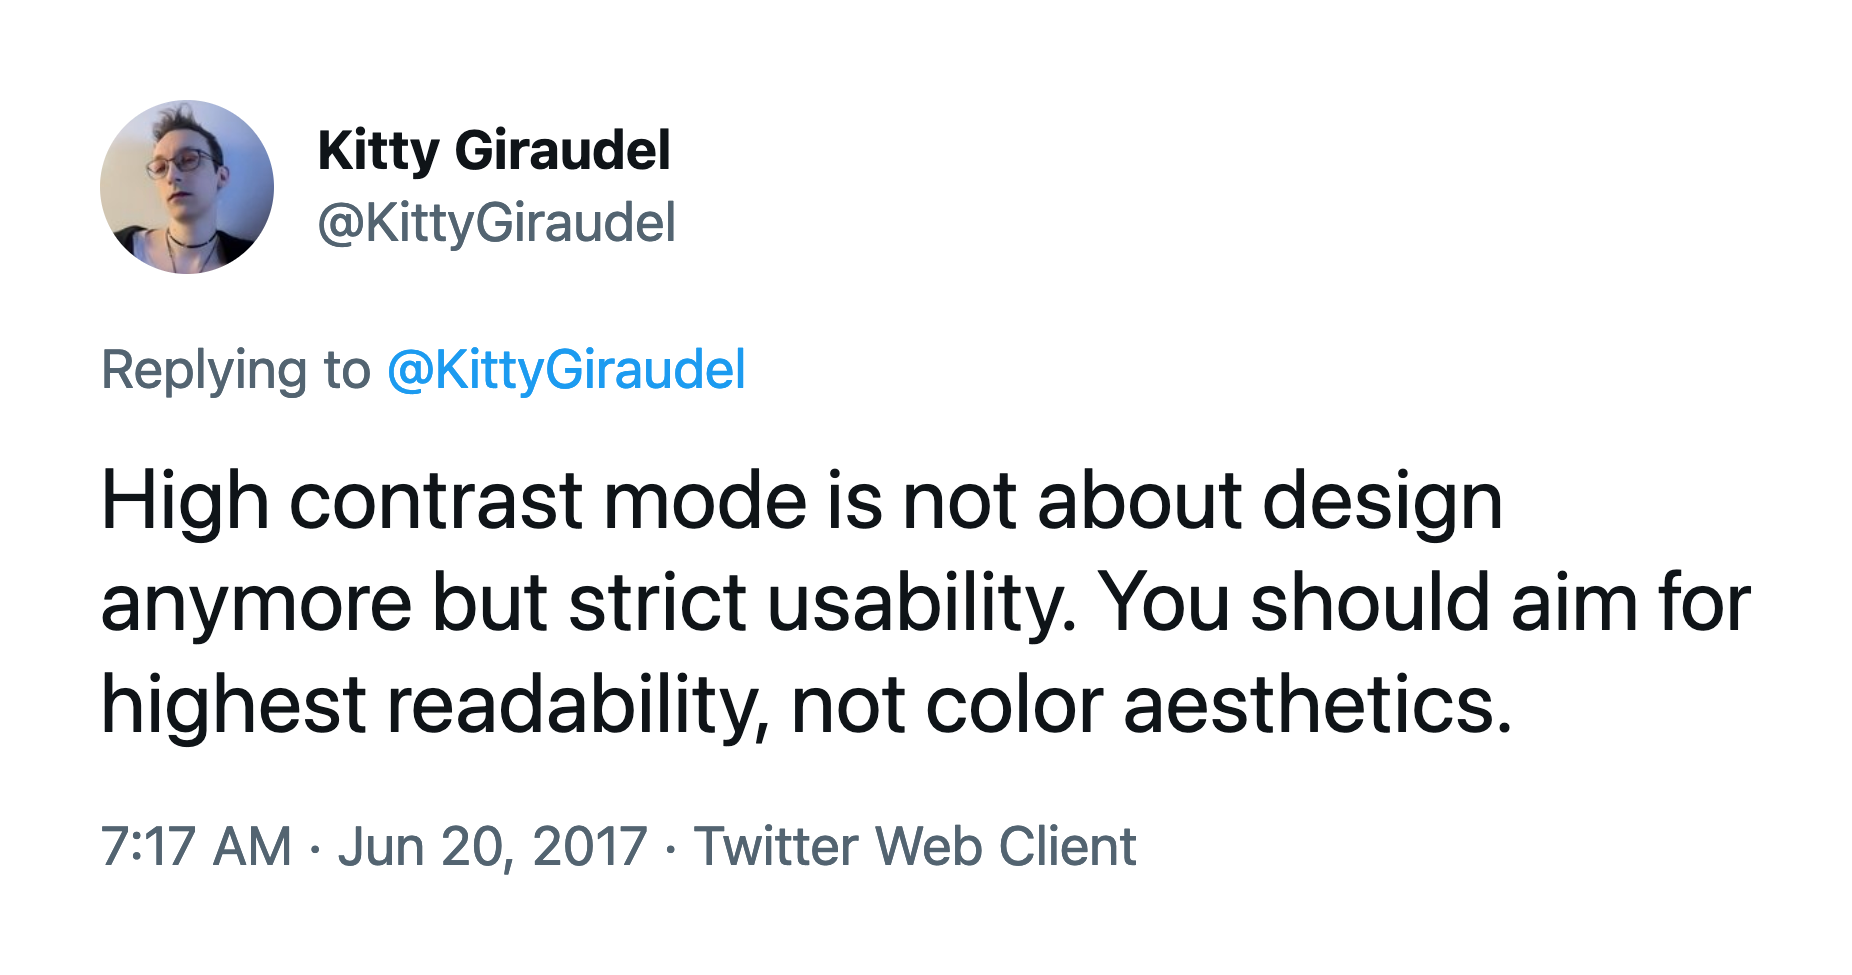 Kitty Giraudel
@KittyGiraudel
Replying to @KittyGiraudel
High contrast mode is not about design
anymore but strict usability. You should aim for
highest readability, not color aesthetics.
7:17 AM · Jun 20, 2017 · Twitter Web Client